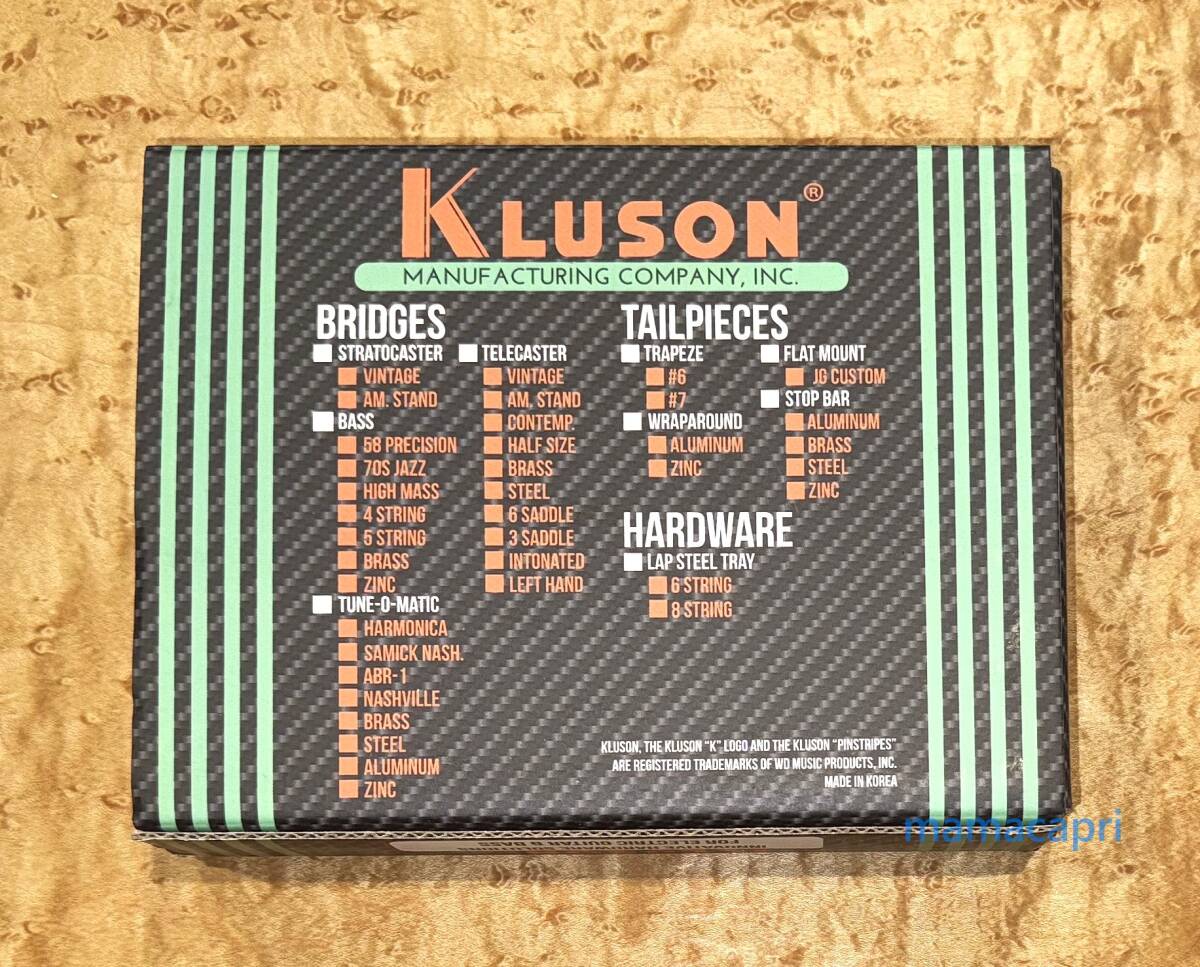 KLUSON®
MANUFACTURING COMPANY, INC.
BRIDGES
STRATOCASTER
VINTAGE
AM. STAND
BASS
58 PRECISION
70S JAZZ
HIGH MASS
4 STRING
5 STRING
BRASS
ZINC
TUNE-O-MATIC
HARMONICA
SAMICK NASH.
ABR-1
NASHVILLE
BRASS
STEEL
ALUMINUM
ZINC
TELECASTER
VINTAGE
AM. STAND
CONTEMP.
HALF SIZE
BRASS
STEEL
6 SADDLE
3 SADDLE
INTONATED
LEFT HAND
TAILPIECES
TRAPEZE
#6
#7
WRAPAROUND
ALUMINUM
ZINC
FLAT MOUNT
JG CUSTOM
STOP BAR
ALUMINUM
BRASS
STEEL
ZINC
HARDWARE
LAP STEEL TRAY
6 STRING
8 STRING
KLUSON, THE KLUSON "K" LOGO AND THE KLUSON "PINSTRIPES"
ARE REGISTERED TRADEMARKS OF WD MUSIC PRODUCTS, INC.
MADE IN KOREA
FOR ELECTRIC GUITAR & BASS
mamacapri